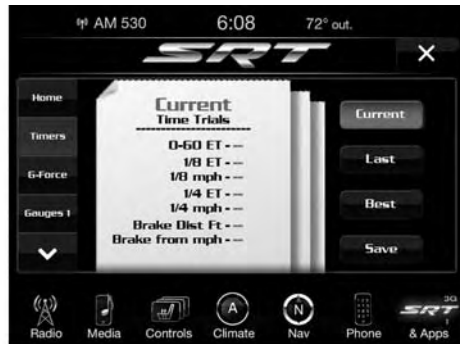 AM 530 6:08 72° out.
SRT
Home
Timers
G-Force
Gauges 1
Current
Time Trials
0-60 ET - --
1/8 ET - --
1/8 mph - --
1/4 ET - --
1/4 mph - --
Brake Dist Ft - --
Brake from mph - --
Current
Last
Best
Save
A N 3G SRT
Radio Media Controls Climate Nav Phone & Apps